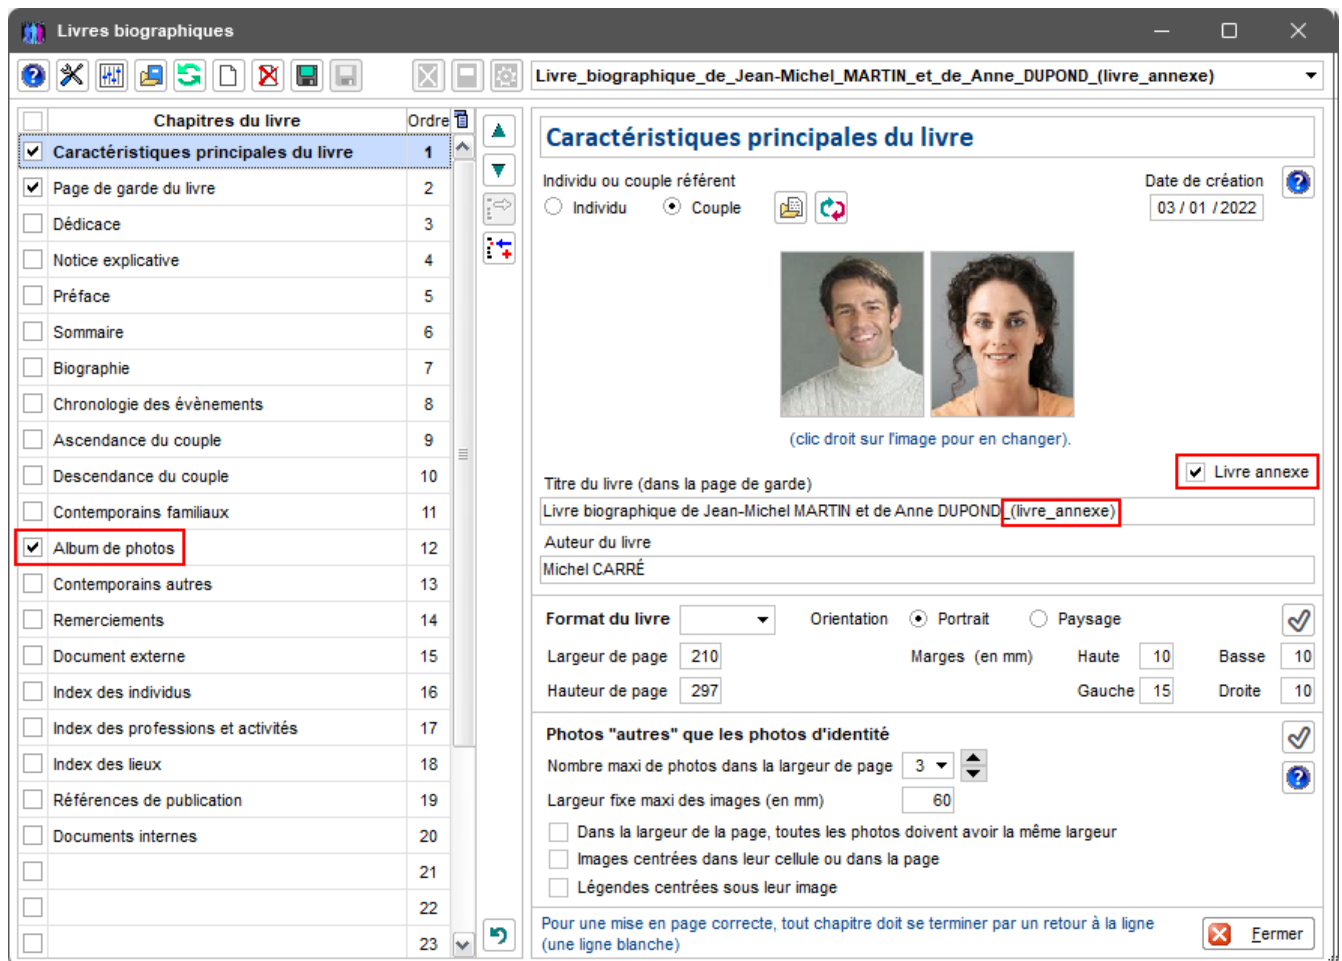 Livres biographiques
Livre_biographique_de_Jean-Michel_MARTIN_et_de_Anne_DUPOND_(livre_annexe)
Chapitres du livre Ordre
Caractéristiques principales du livre 1
Page de garde du livre 2
Dédicace 3
Notice explicative 4
Préface 5
Sommaire 6
Biographie 7
Chronologie des évènements 8
Ascendance du couple 9
Descendance du couple 10
Contemporains familiaux 11
Album de photos 12
Contemporains autres 13
Remerciements 14
Document externe 15
Index des individus 16
Index des professions et activités 17
Index des lieux 18
Références de publication 19
Documents internes 20
21
22
23
Caractéristiques principales du livre
Individu ou couple référent Date de création
Individu Couple 03 / 01 / 2022
(clic droit sur l'image pour en changer).
Livre annexe
Titre du livre (dans la page de garde)
Livre biographique de Jean-Michel MARTIN et de Anne DUPOND_(livre_annexe)
Auteur du livre
Michel CARRÉ
Format du livre Orientation Portrait Paysage
Largeur de page 210 Marges (en mm) Haute 10 Basse 10
Hauteur de page 297 Gauche 15 Droite 10
Photos "autres" que les photos d'identité
Nombre maxi de photos dans la largeur de page 3
Largeur fixe maxi des images (en mm) 60
Dans la largeur de la page, toutes les photos doivent avoir la même largeur
Images centrées dans leur cellule ou dans la page
Légendes centrées sous leur image
Pour une mise en page correcte, tout chapitre doit se terminer par un retour à la ligne
(une ligne blanche)
Fermer